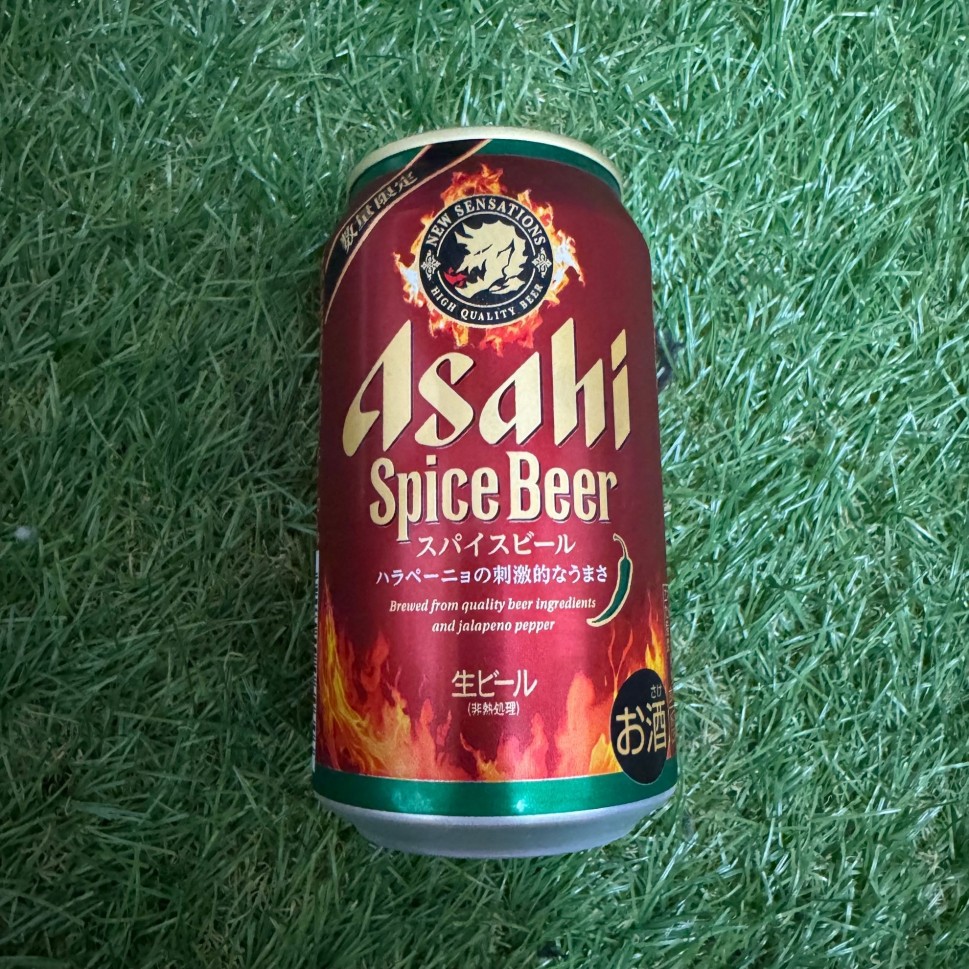 数量限定
NEW SENSATIONS
HIGH QUALITY BEER
Asahi
Spice Beer
スパイスビール
ハラペーニョの刺激的なうまさ
Brewed from quality beer ingredients
and jalapeno pepper
生ビール
(非熱処理)
さけ
お酒